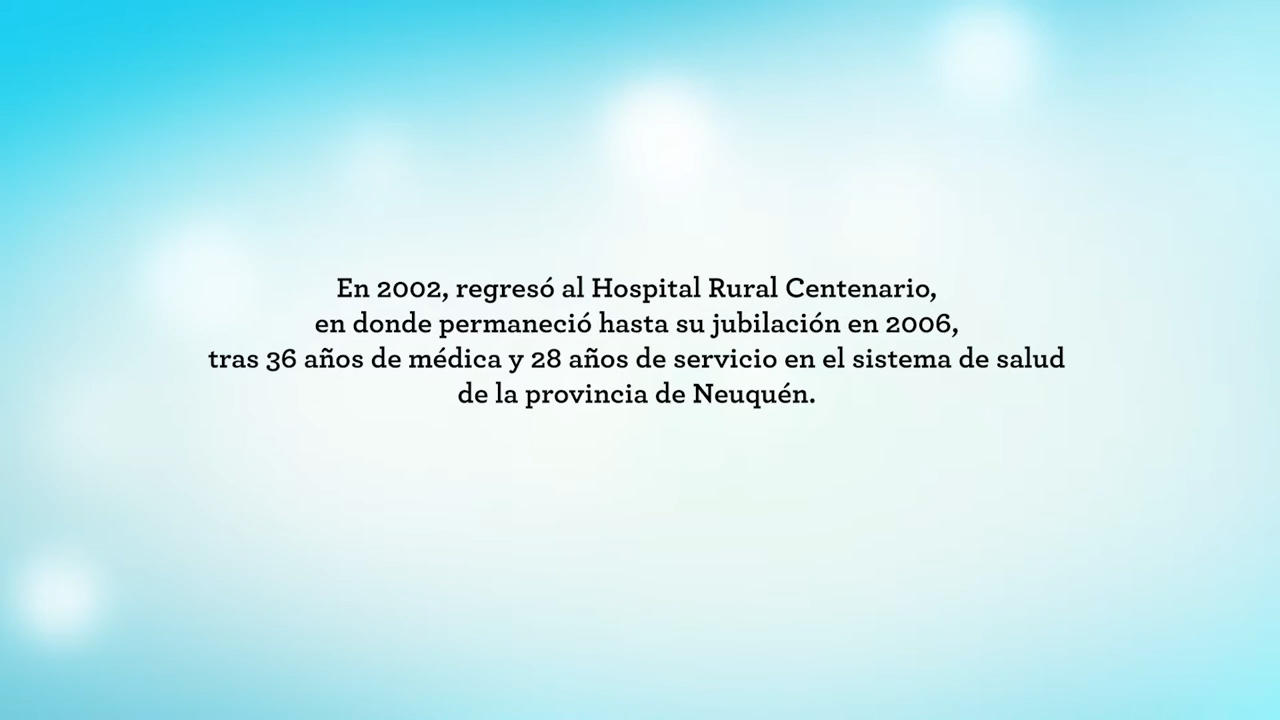 En 2002, regresó al Hospital Rural Centenario,
en donde permaneció hasta su jubilación en 2006,
tras 36 años de médica y 28 años de servicio en el sistema de salud
de la provincia de Neuquén.